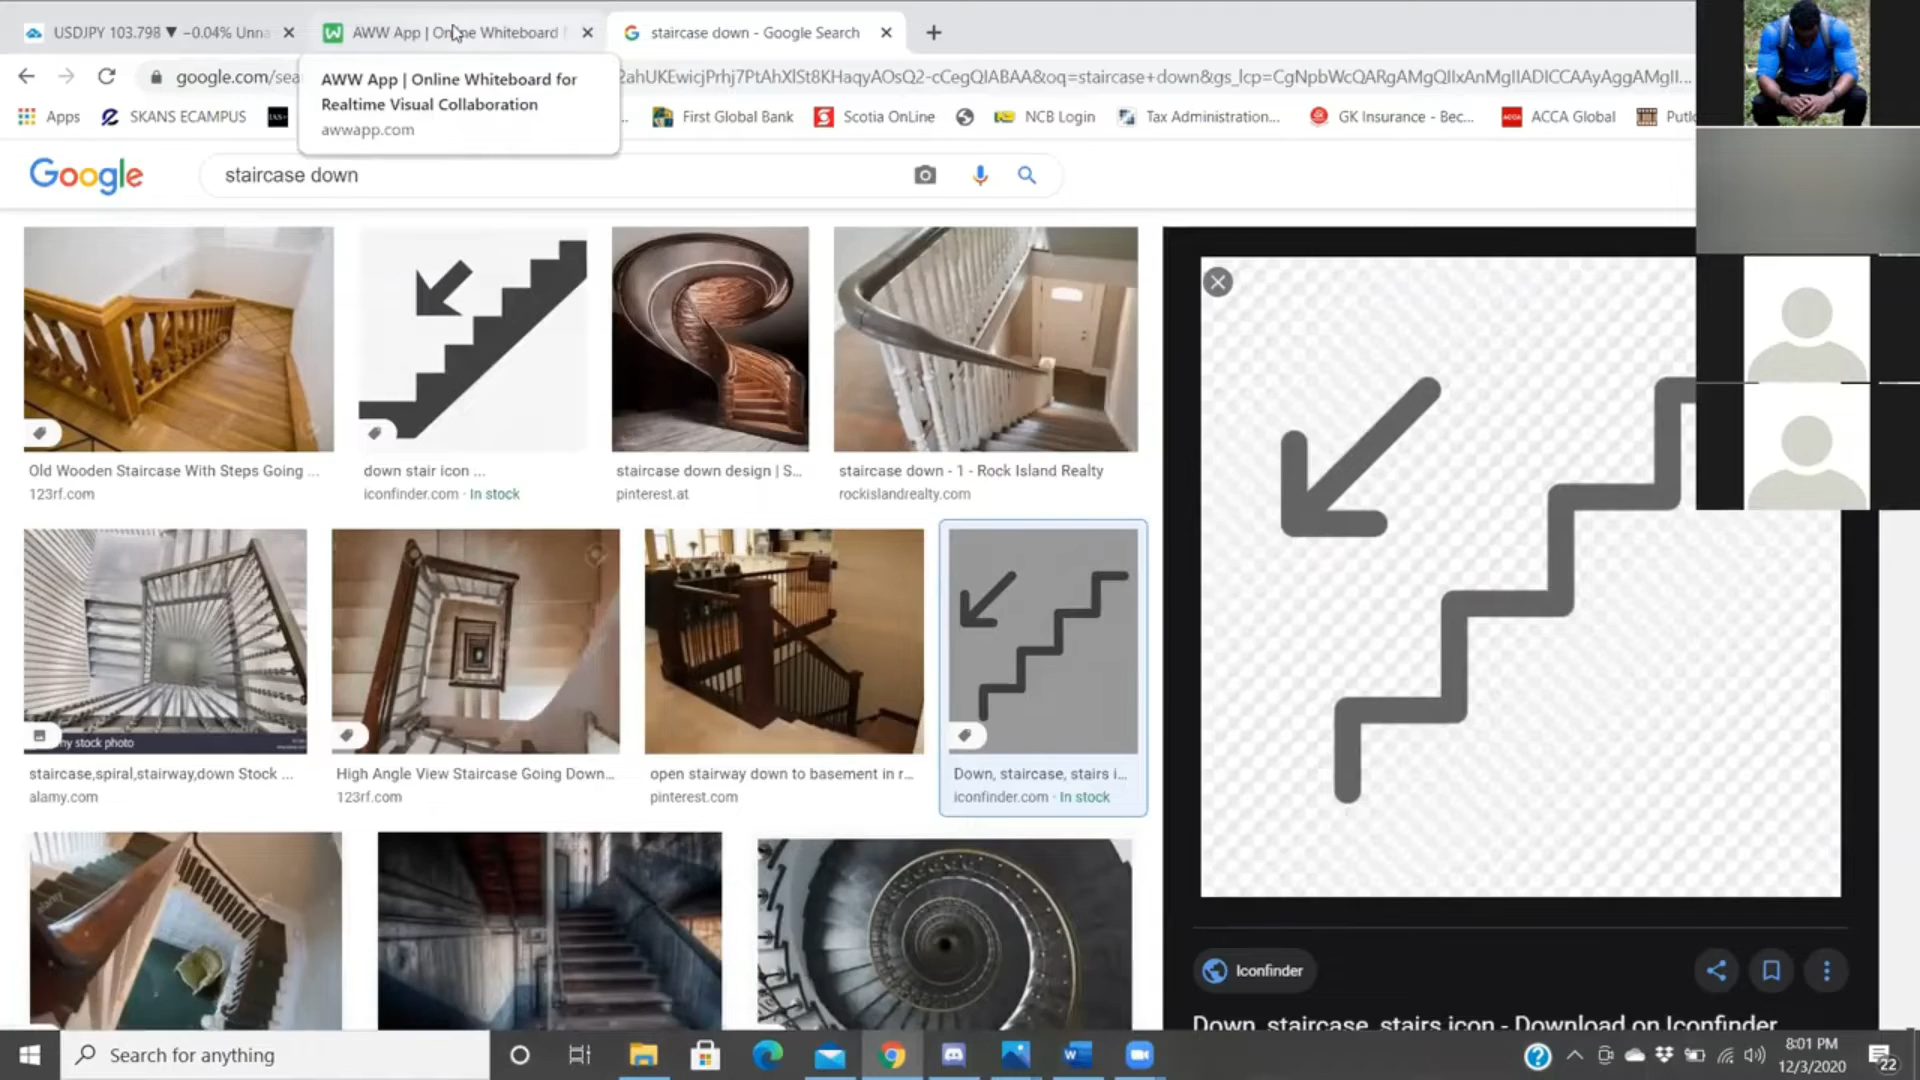 USDJPY 103.798 ▼ −0.04% Unna
AWW App | Online Whiteboard
staircase down - Google Search
google.com/sea
2ahUKEwicjPrhj7PtAhXlSt8KHaqyAOsQ2-cCegQIABAA&oq=staircase+down&gs_lcp=CgNpbWcQARgAMgQIIxAnMgIIADICCAAyAggAMgII...
AWW App | Online Whiteboard for
Realtime Visual Collaboration
awwapp.com
Apps
SKANS ECAMPUS
First Global Bank
Scotia OnLine
NCB Login
Tax Administration...
GK Insurance - Bec...
ACCA Global
Putlo
Google
staircase down
Old Wooden Staircase With Steps Going ...
123rf.com
down stair icon ...
iconfinder.com · In stock
staircase down design | S...
pinterest.at
staircase down - 1 - Rock Island Realty
rockislandrealty.com
my stock photo
staircase,spiral,stairway,down Stock ...
alamy.com
High Angle View Staircase Going Down...
123rf.com
open stairway down to basement in r...
pinterest.com
Down, staircase, stairs i...
iconfinder.com · In stock
alamy
Iconfinder
Down, staircase, stairs icon - Download on Iconfinder
Search for anything
8:01 PM
12/3/2020
22